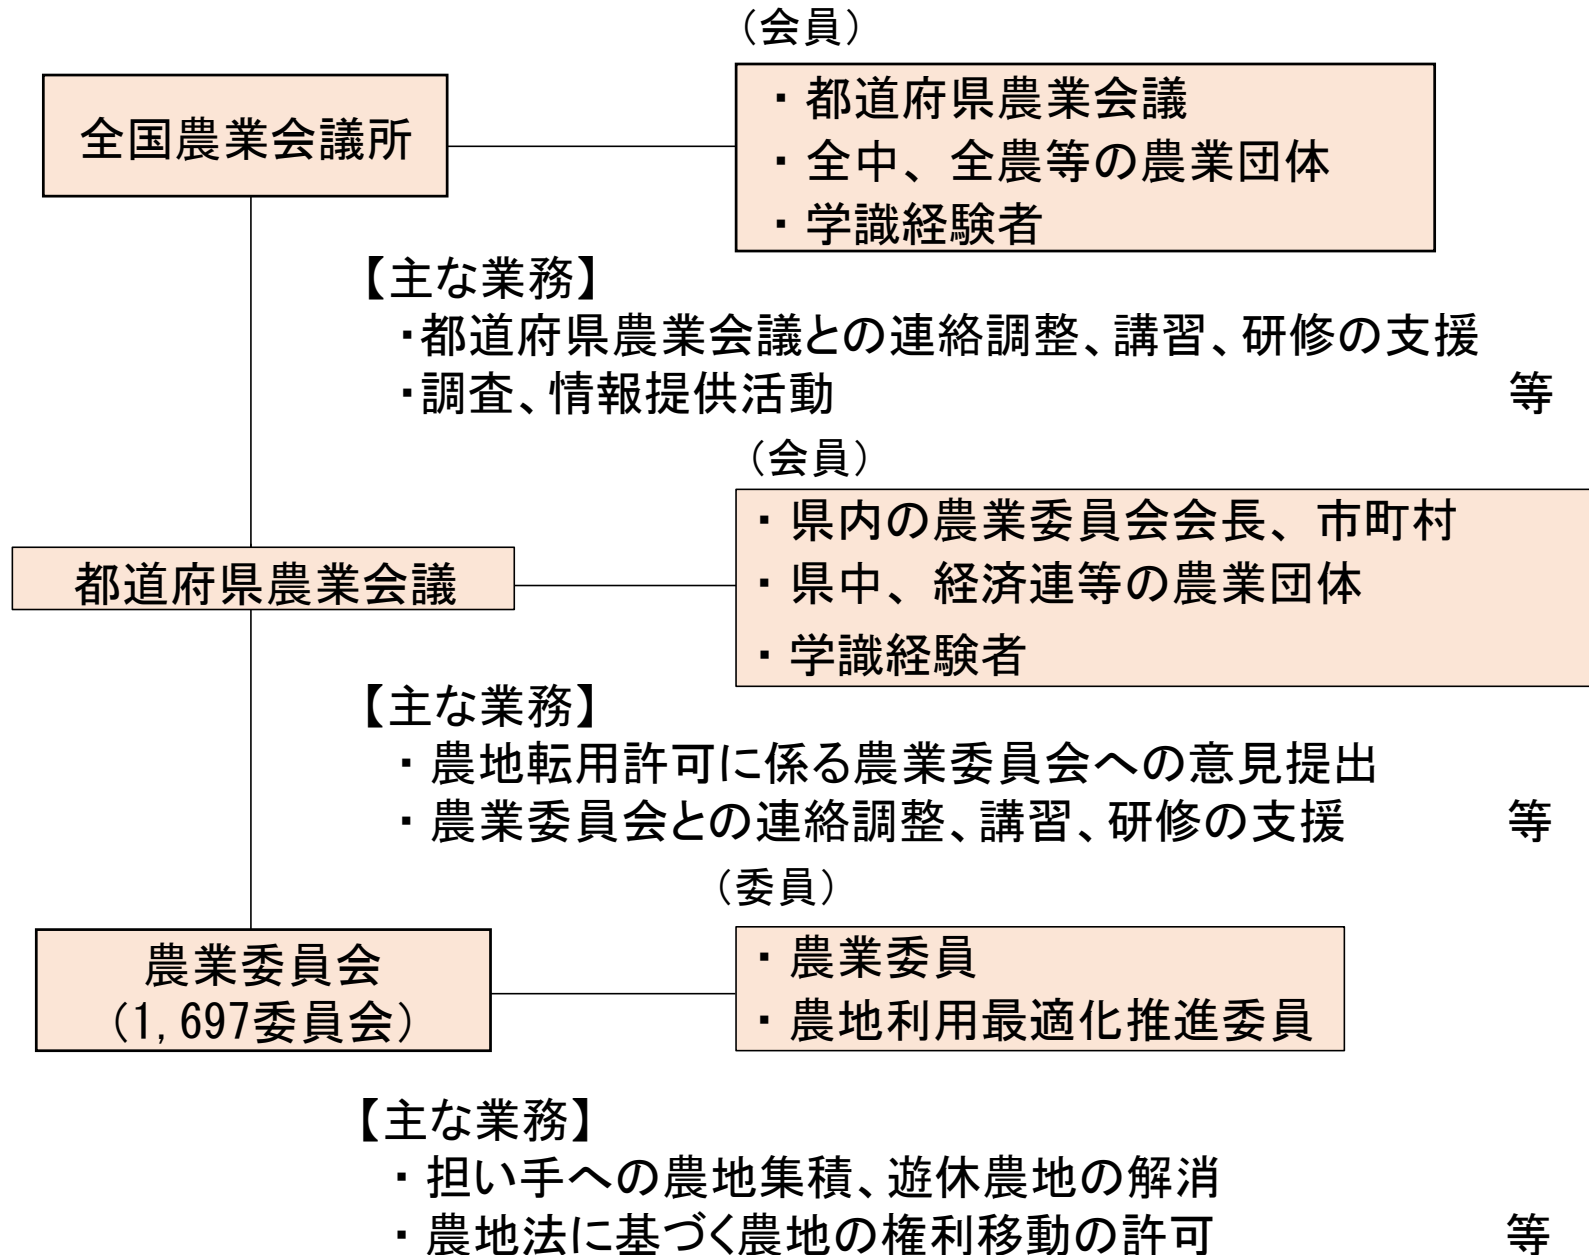 （会員）
全国農業会議所
・都道府県農業会議
・全中、全農等の農業団体
・学識経験者
【主な業務】
・都道府県農業会議との連絡調整、講習、研修の支援
・調査、情報提供活動 等
（会員）
都道府県農業会議
・県内の農業委員会会長、市町村
・県中、経済連等の農業団体
・学識経験者
【主な業務】
・農地転用許可に係る農業委員会への意見提出
・農業委員会との連絡調整、講習、研修の支援 等
（委員）
農業委員会
（1,697委員会）
・農業委員
・農地利用最適化推進委員
【主な業務】
・担い手への農地集積、遊休農地の解消
・農地法に基づく農地の権利移動の許可 等